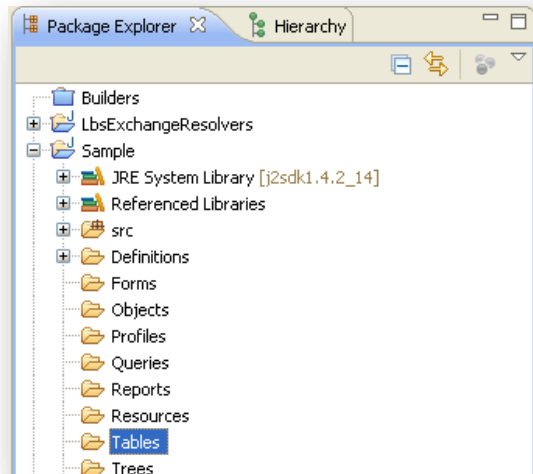 Package Explorer Hierarchy
Builders
LbsExchangeResolvers
Sample
JRE System Library [j2sdk1.4.2_14]
Referenced Libraries
src
Definitions
Forms
Objects
Profiles
Queries
Reports
Resources
Tables
Trees